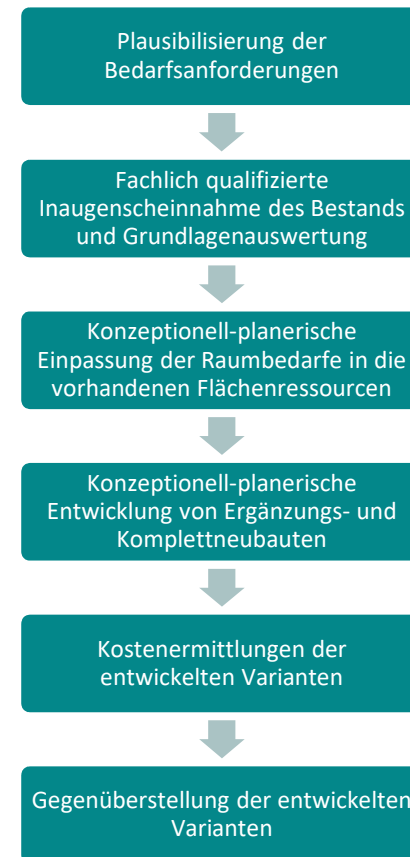 Plausibilisierung der
Bedarfsanforderungen
Fachlich qualifizierte
Inaugenscheinnahme des Bestands
und Grundlagenauswertung
Konzeptionell-planerische
Einpassung der Raumbedarfe in die
vorhandenen Flächenressourcen
Konzeptionell-planerische
Entwicklung von Ergänzungs- und
Komplettneubauten
Kostenermittlungen der
entwickelten Varianten
Gegenüberstellung der entwickelten
Varianten